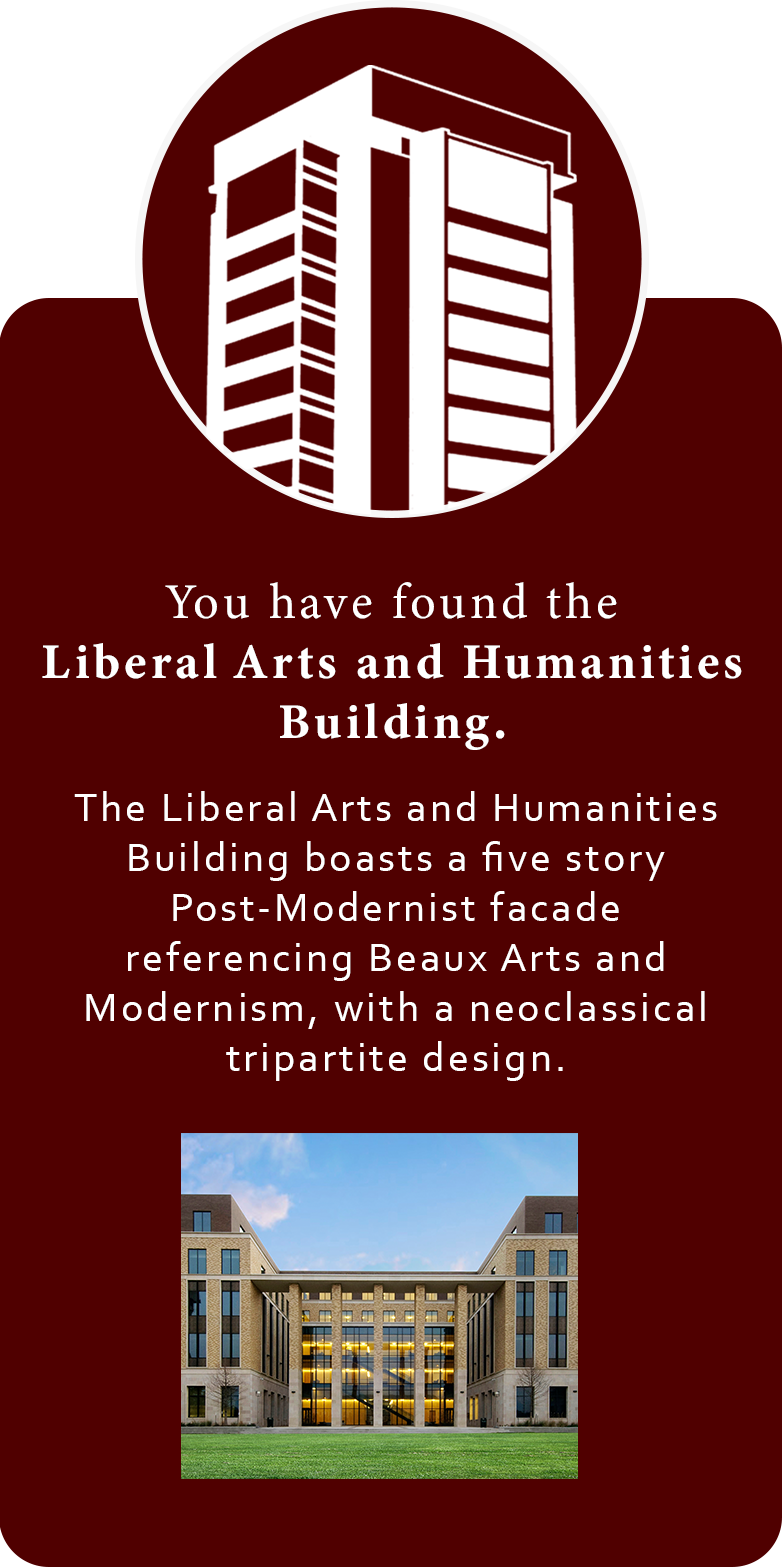 You have found the
Liberal Arts and Humanities
Building.
The Liberal Arts and Humanities
Building boasts a five story
Post-Modernist facade
referencing Beaux Arts and
Modernism, with a neoclassical
tripartite design.